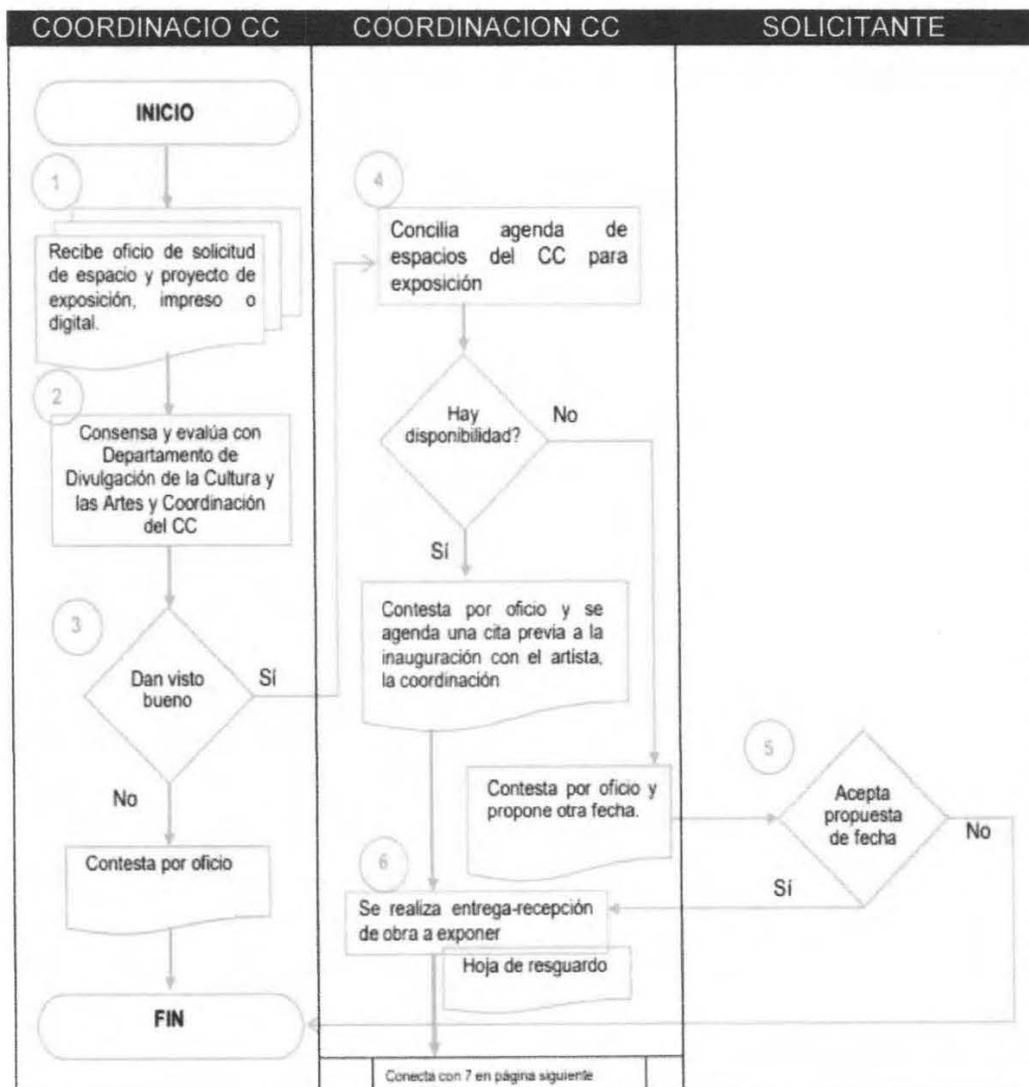 COORDINACIO CC
COORDINACION CC
SOLICITANTE
INICIO
1
Recibe oficio de solicitud
de espacio y proyecto de
exposición, impreso o
digital.
2
Consensa y evalúa con
Departamento de
Divulgación de la Cultura y
las Artes y Coordinación
del CC
3
Dan visto
bueno
Sí
No
Contesta por oficio
FIN
4
Concilia agenda de
espacios del CC para
exposición
Hay
disponibilidad?
No
Sí
Contesta por oficio y se
agenda una cita previa a la
inauguración con el artista,
la coordinación
Contesta por oficio y
propone otra fecha.
5
Acepta
propuesta
de fecha
No
Sí
6
Se realiza entrega-recepción
de obra a exponer
Hoja de resguardo
Conecta con 7 en página siguiente